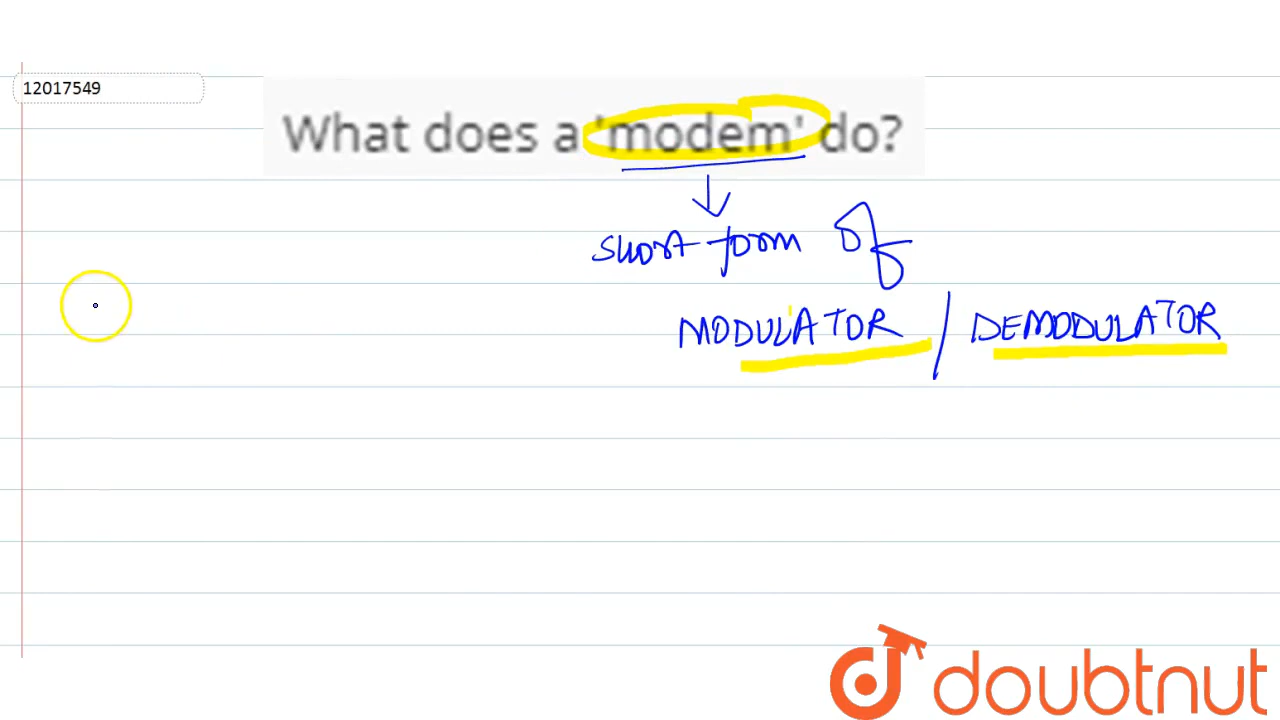 12017549
What does a 'modem' do?
short form of
MODULATOR / DEMODULATOR
doubtnut